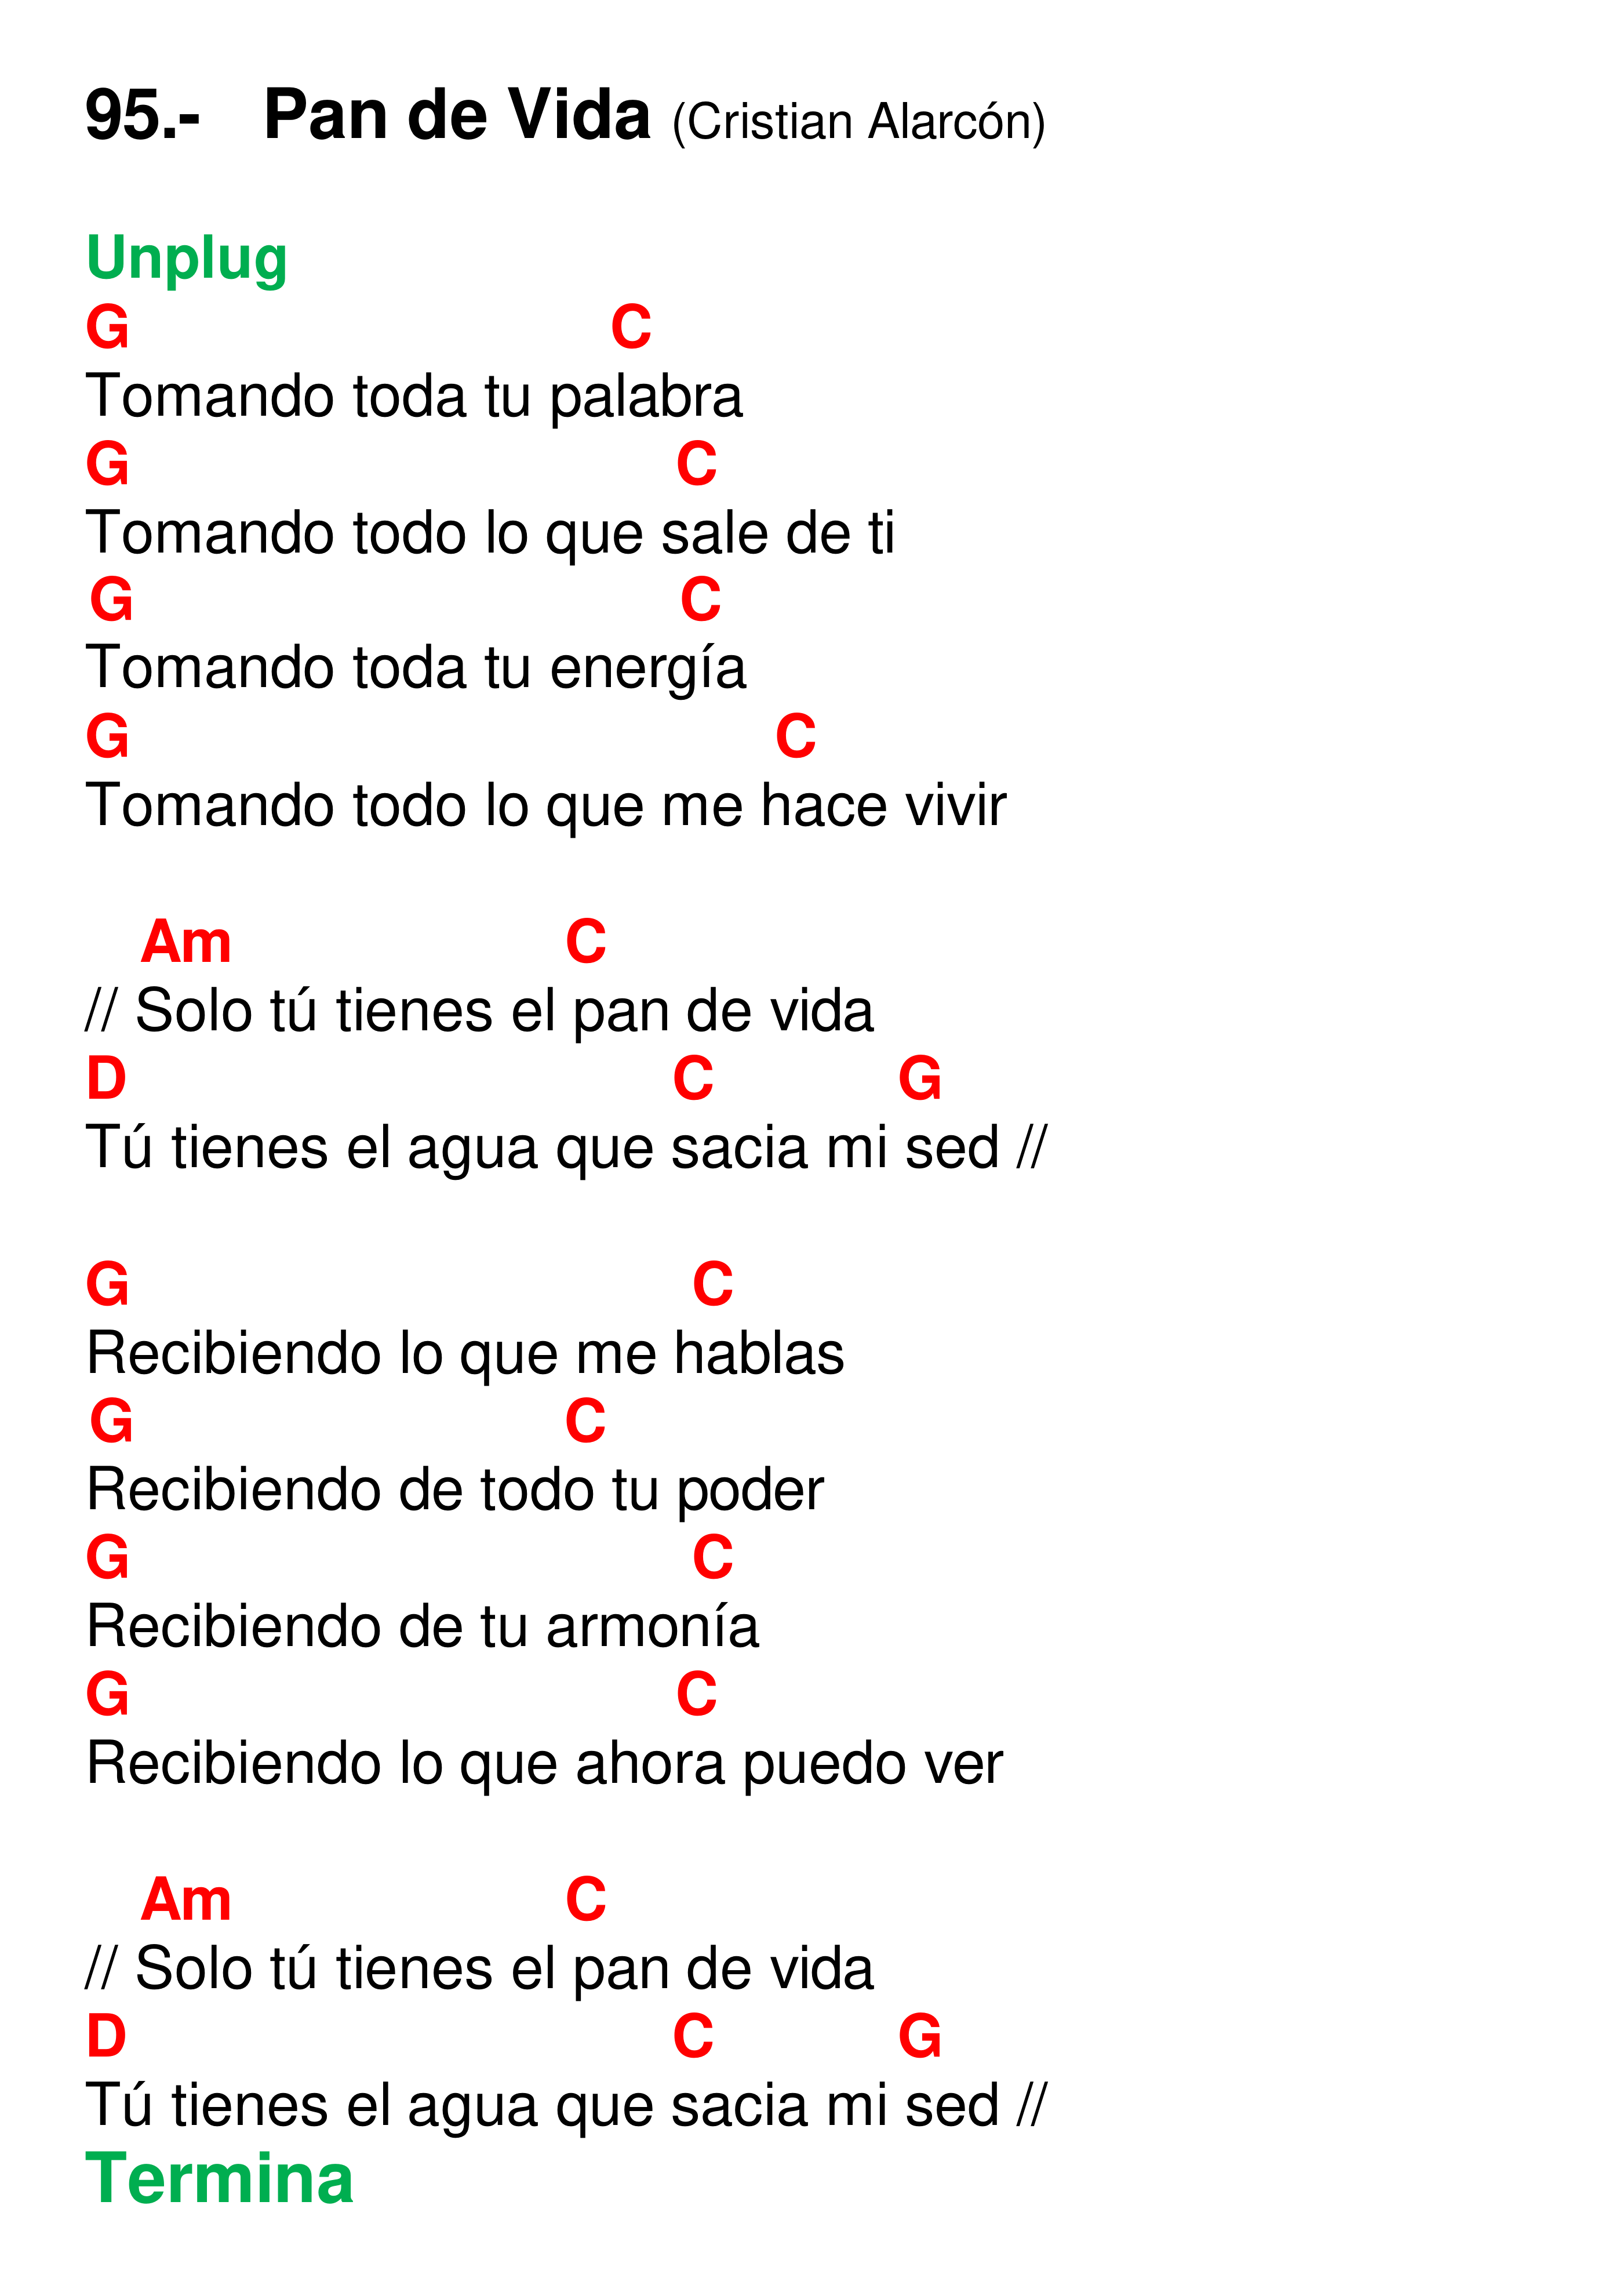 95.- Pan de Vida (Cristian Alarcón)
Unplug
G C
Tomando toda tu palabra
G C
Tomando todo lo que sale de ti
G C
Tomando toda tu energía
G C
Tomando todo lo que me hace vivir
Am C
// Solo tú tienes el pan de vida
D C G
Tú tienes el agua que sacia mi sed //
G C
Recibiendo lo que me hablas
G C
Recibiendo de todo tu poder
G C
Recibiendo de tu armonía
G C
Recibiendo lo que ahora puedo ver
Am C
// Solo tú tienes el pan de vida
D C G
Tú tienes el agua que sacia mi sed //
Termina